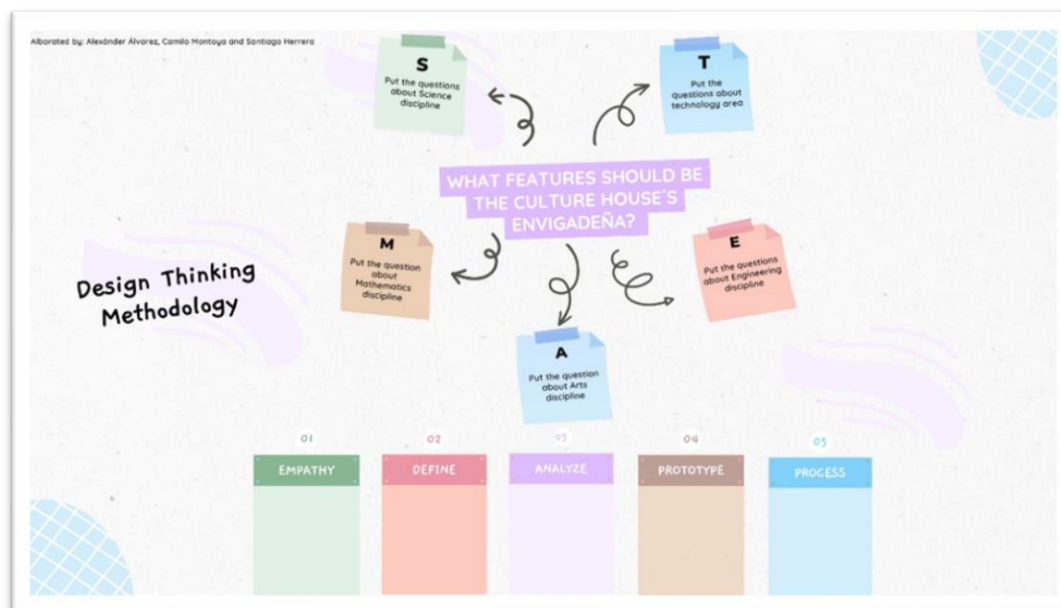 Alborated by: Alexánder Álvarez, Camilo Montoya and Santiago Herrera
S
Put the questions
about Science
discipline
T
Put the
questions about
technology area
WHAT FEATURES SHOULD BE
THE CULTURE HOUSE´S
ENVIGADEÑA?
M
Put the question
about
Mathematics
discipline
E
Put the questions
about Engineering
discipline
Design Thinking
Methodology
A
Put the question
about Arts
discipline
01
02
03
04
05
EMPATHY
DEFINE
ANALYZE
PROTOTYPE
PROCESS